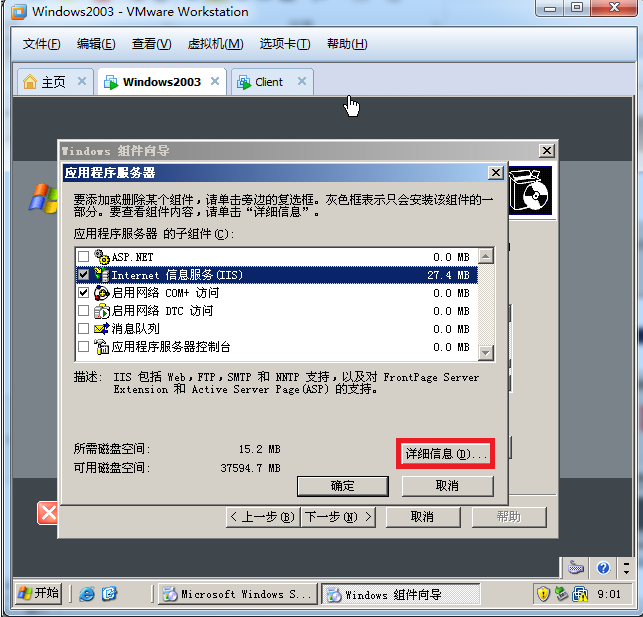 Windows2003 - VMware Workstation
文件(F) 编辑(E) 查看(V) 虚拟机(M) 选项卡(T) 帮助(H)
主页 Windows2003 Client
Windows 组件向导
应用程序服务器
要添加或删除某个组件，请单击旁边的复选框。灰色框表示只会安装该组件的一
部分。要查看组件内容，请单击“详细信息”。
应用程序服务器 的子组件(C):
ASP.NET 0.0 MB
Internet 信息服务(IIS) 27.4 MB
启用网络 COM+ 访问 0.0 MB
启用网络 DTC 访问 0.0 MB
消息队列 0.0 MB
应用程序服务器控制台 0.0 MB
描述: IIS 包括 Web，FTP，SMTP 和 NNTP 支持，以及对 FrontPage Server
Extension 和 Active Server Page(ASP) 的支持。
所需磁盘空间: 15.2 MB
详细信息(D)...
可用磁盘空间: 37594.7 MB
确定 取消
< 上一步(B) 下一步(N) > 取消 帮助
开始 Microsoft Windows S... Windows 组件向导 9:01